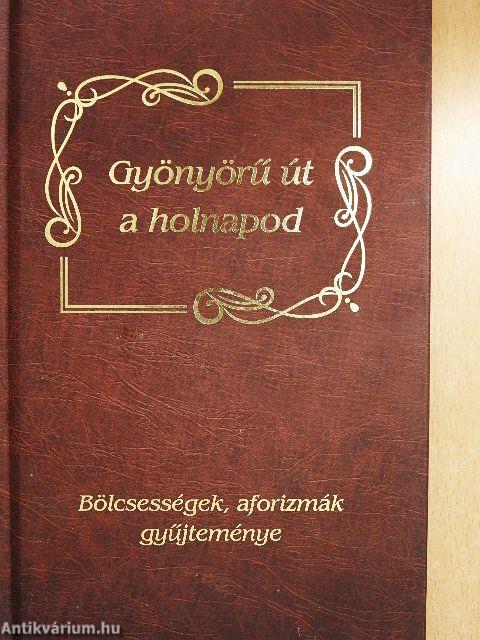 Gyönyörű út
a holnapod
Bölcsességek, aforizmák
gyűjteménye
Antikvárium.hu